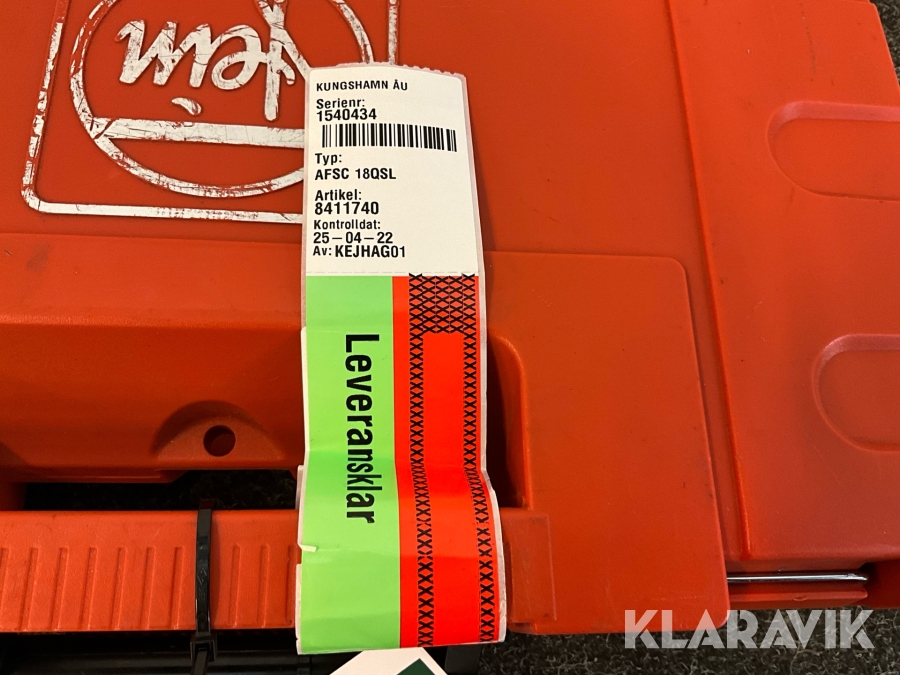 Fein
KUNGSHAMN ÅU
Serienr:
1540434
Typ:
AFSC 18QSL
Artikel:
8411740
Kontrolldat:
25-04-22
Av: KEJHAG01
Leveransklar
KLARAVIK